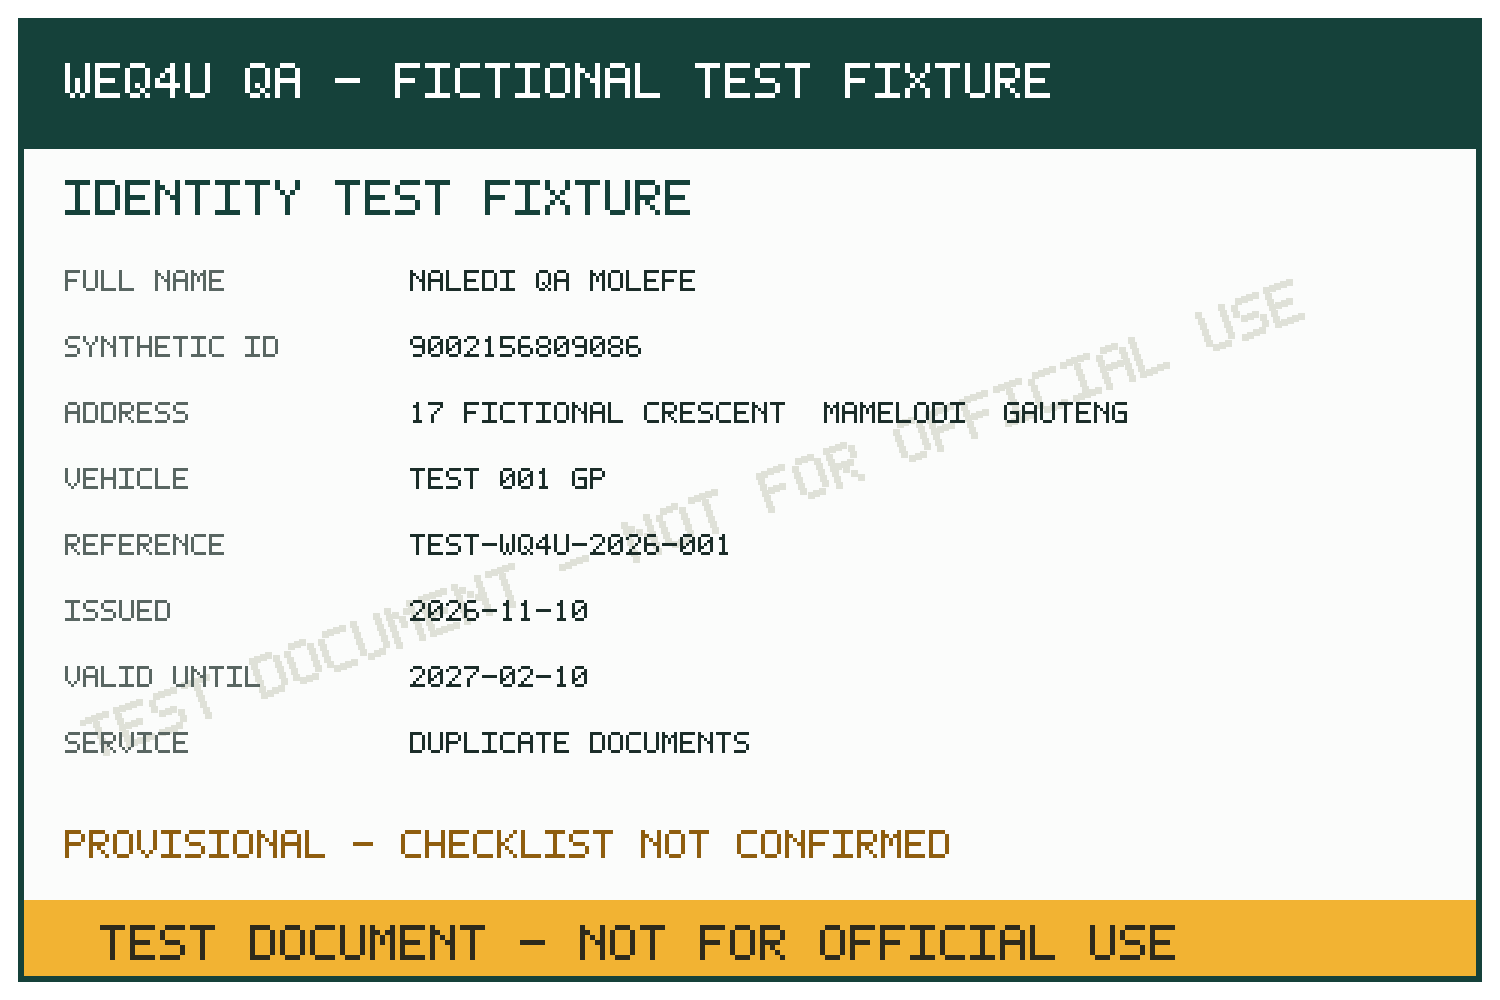 WEQ4U QA - FICTIONAL TEST FIXTURE
IDENTITY TEST FIXTURE
FULL NAME NALEDI QA MOLEFE
SYNTHETIC ID 9002156809086
ADDRESS 17 FICTIONAL CRESCENT MAMELODI GAUTENG
VEHICLE TEST 001 GP
REFERENCE TEST-WQ4U-2026-001
ISSUED 2026-11-10
VALID UNTIL 2027-02-10
SERVICE DUPLICATE DOCUMENTS
TEST DOCUMENT - NOT FOR OFFICIAL USE
PROVISIONAL - CHECKLIST NOT CONFIRMED
TEST DOCUMENT - NOT FOR OFFICIAL USE